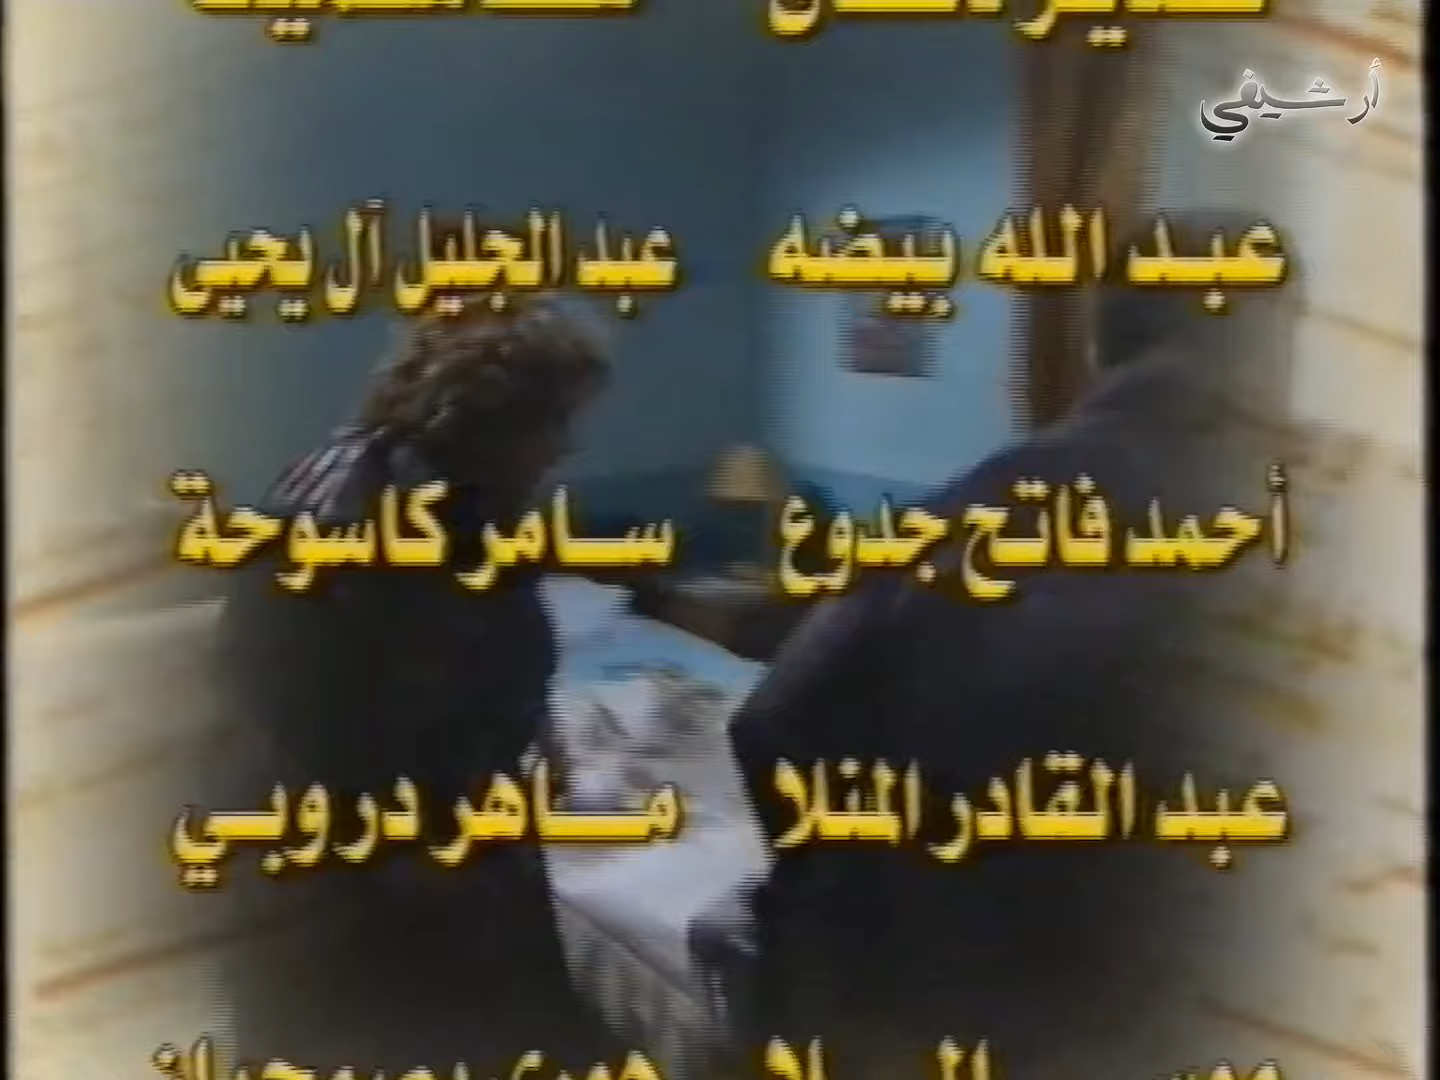 أرشيفي
عبد الله بيضه عبد الجليل آل يحيى
أحمد فاتح جدوع سامر كاسوحة
عبد القادر المنلا ماهر دروبي